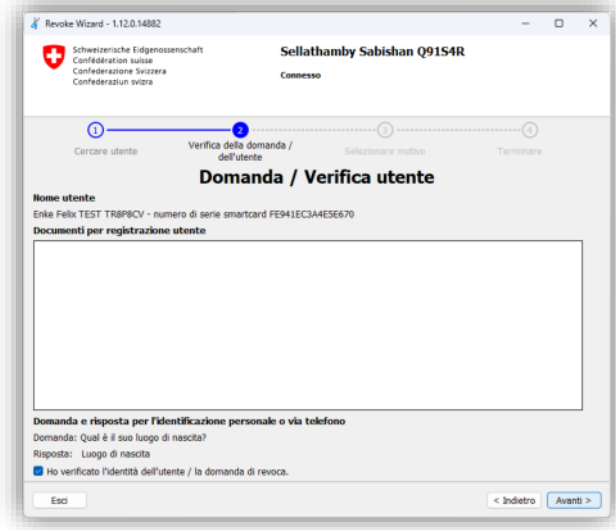 Revoke Wizard - 1.12.0.14882
Schweizerische Eidgenossenschaft
Confédération suisse
Confederazione Svizzera
Confederaziun svizra
Sellathamby Sabishan Q91S4R
Connesso
1
2
3
4
Cercare utente
Verifica della domanda /
dell'utente
Selezionare motivo
Terminare
Domanda / Verifica utente
Nome utente
Enke Felix TEST TR8P8CV - numero di serie smartcard FE941EC3A4E5E670
Documenti per registrazione utente
Domanda e risposta per l'identificazione personale o via telefono
Domanda: Qual è il suo luogo di nascita?
Risposta: Luogo di nascita
Ho verificato l'identità dell'utente / la domanda di revoca.
Esci
< Indietro
Avanti >